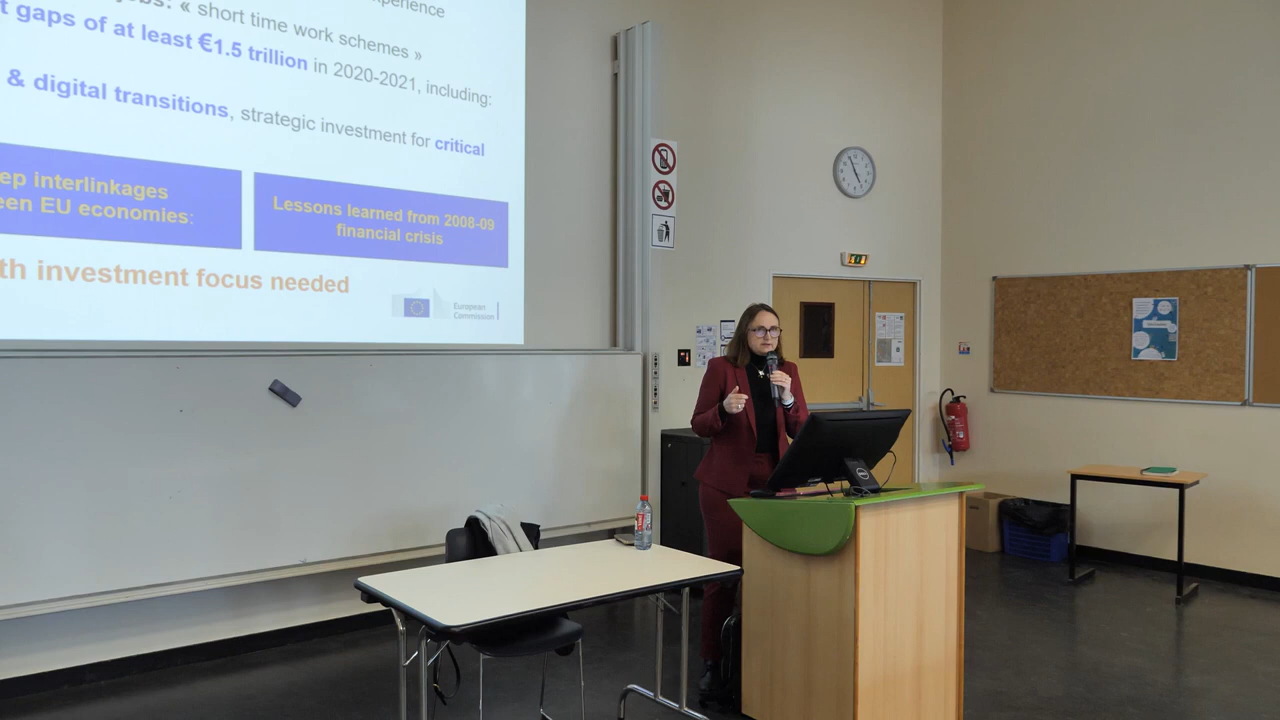 xperience
jobs: « short time work schemes »
t gaps of at least €1.5 trillion in 2020-2021, including:
& digital transitions, strategic investment for critical
ep interlinkages
een EU economies:
Lessons learned from 2008-09
financial crisis
th investment focus needed
European
Commission
DELL